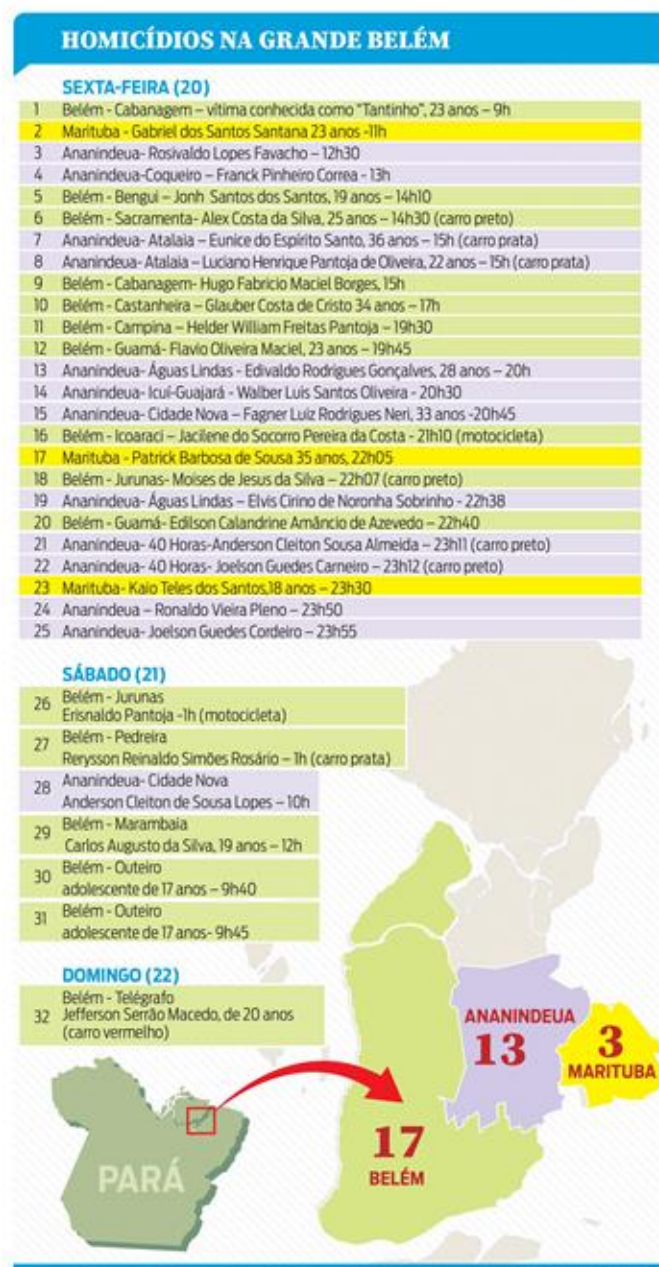 HOMICÍDIOS NA GRANDE BELÉM
SEXTA-FEIRA (20)
1 Belém - Cabanagem – vítima conhecida como "Tantinho", 23 anos – 9h
2 Marituba - Gabriel dos Santos Santana 23 anos -11h
3 Ananindeua- Rosivaldo Lopes Favacho – 12h30
4 Ananindeua-Coqueiro – Franck Pinheiro Correa - 13h
5 Belém - Bengui – Jonh Santos dos Santos, 19 anos – 14h10
6 Belém - Sacramenta- Alex Costa da Silva, 25 anos – 14h30 (carro preto)
7 Ananindeua- Atalaia – Eunice do Espírito Santo, 36 anos – 15h (carro prata)
8 Ananindeua- Atalaia – Luciano Henrique Pantoja de Oliveira, 22 anos – 15h (carro prata)
9 Belém - Cabanagem- Hugo Fabricio Maciel Borges, 15h
10 Belém - Castanheira – Glauber Costa de Cristo 34 anos – 17h
11 Belém - Campina – Helder William Freitas Pantoja – 19h30
12 Belém - Guamá- Flavio Oliveira Maciel, 23 anos – 19h45
13 Ananindeua- Águas Lindas - Edivaldo Rodrigues Gonçalves, 28 anos – 20h
14 Ananindeua- Icuí-Guajará - Walber Luis Santos Oliveira - 20h30
15 Ananindeua- Cidade Nova – Fagner Luiz Rodrigues Neri, 33 anos -20h45
16 Belém - Icoaraci – Jacilene do Socorro Pereira da Costa - 21h10 (motocicleta)
17 Marituba - Patrick Barbosa de Sousa 35 anos, 22h05
18 Belém - Jurunas- Moises de Jesus da Silva – 22h07 (carro preto)
19 Ananindeua- Águas Lindas – Elvis Cirino de Noronha Sobrinho - 22h38
20 Belém - Guamá- Edilson Calandrine Amâncio de Azevedo – 22h40
21 Ananindeua- 40 Horas-Anderson Cleiton Sousa Almeida – 23h11 (carro preto)
22 Ananindeua- 40 Horas- Joelson Guedes Carneiro – 23h12 (carro preto)
23 Marituba- Kaio Teles dos Santos,18 anos – 23h30
24 Ananindeua – Ronaldo Vieira Pleno – 23h50
25 Ananindeua- Joelson Guedes Cordeiro – 23h55
SÁBADO (21)
26 Belém - Jurunas
Erisnaldo Pantoja -1h (motocicleta)
27 Belém - Pedreira
Rerysson Reinaldo Simões Rosário – 1h (carro prata)
28 Ananindeua- Cidade Nova
Anderson Cleiton de Sousa Lopes – 10h
29 Belém - Marambaia
Carlos Augusto da Silva, 19 anos – 12h
30 Belém - Outeiro
adolescente de 17 anos – 9h40
31 Belém - Outeiro
adolescente de 17 anos- 9h45
DOMINGO (22)
32 Belém - Telégrafo
Jefferson Serrão Macedo, de 20 anos
(carro vermelho)
ANANINDEUA
13
3
MARITUBA
17
BELÉM
PARÁ